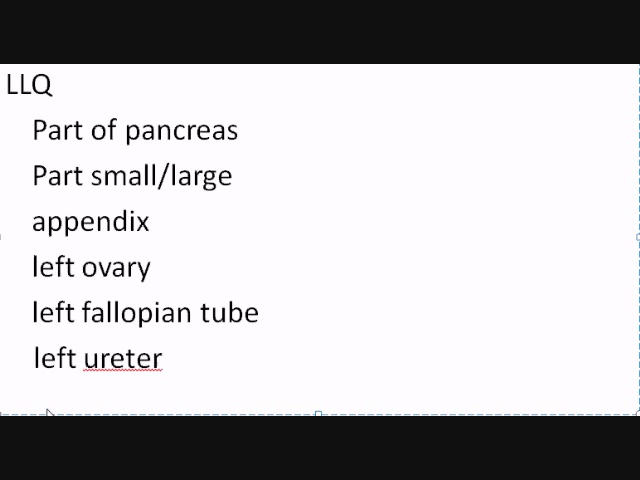 LLQ
Part of pancreas
Part small/large
appendix
left ovary
left fallopian tube
left ureter